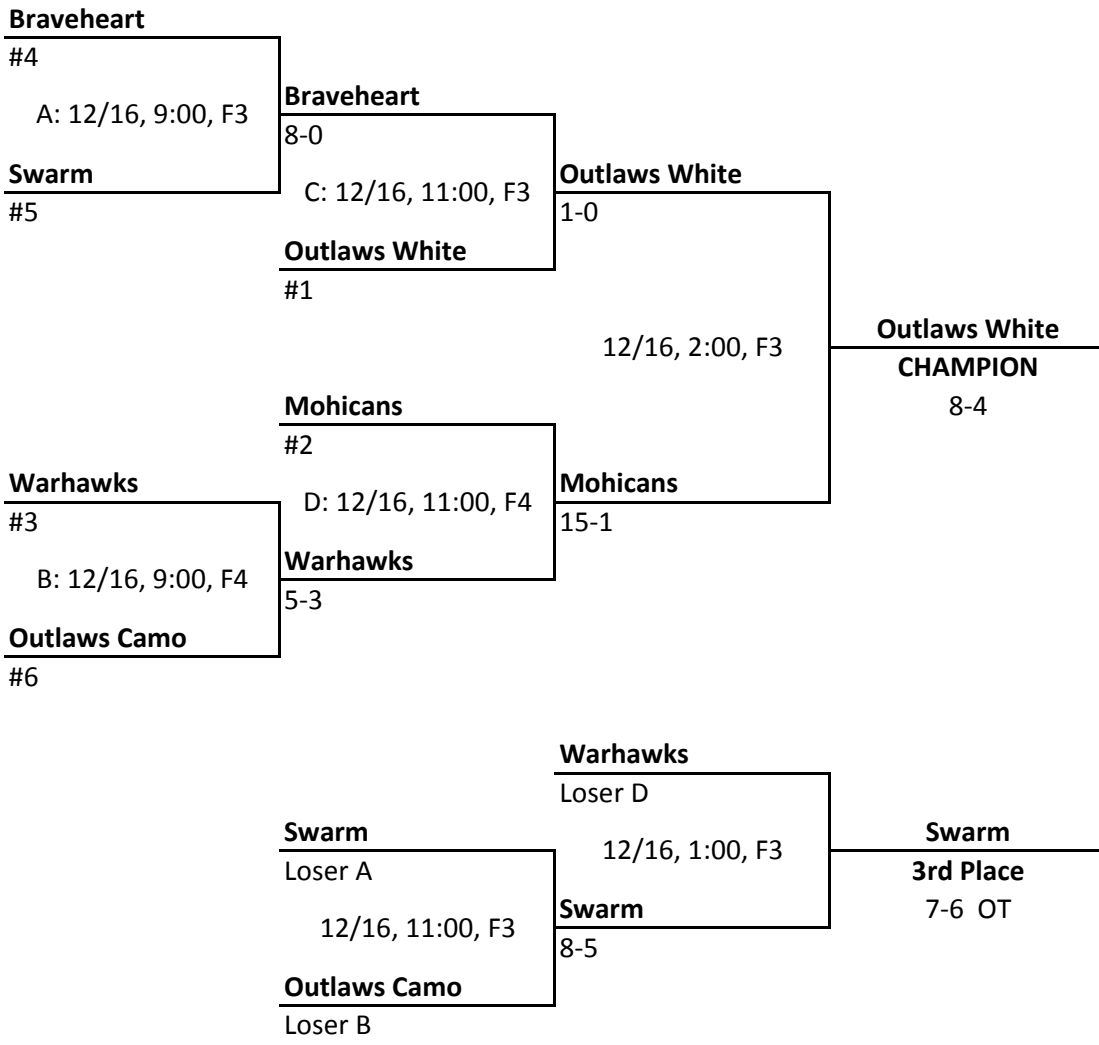 Braveheart
#4
A: 12/16, 9:00, F3
Swarm
#5
Braveheart
8-0
C: 12/16, 11:00, F3
Outlaws White
#1
Outlaws White
1-0
12/16, 2:00, F3
Outlaws White
CHAMPION
8-4
Mohicans
#2
D: 12/16, 11:00, F4
Warhawks
5-3
Mohicans
15-1
Warhawks
#3
B: 12/16, 9:00, F4
Outlaws Camo
#6
Warhawks
Loser D
12/16, 1:00, F3
Swarm
8-5
Swarm
Loser A
12/16, 11:00, F3
Outlaws Camo
Loser B
Swarm
3rd Place
7-6 OT